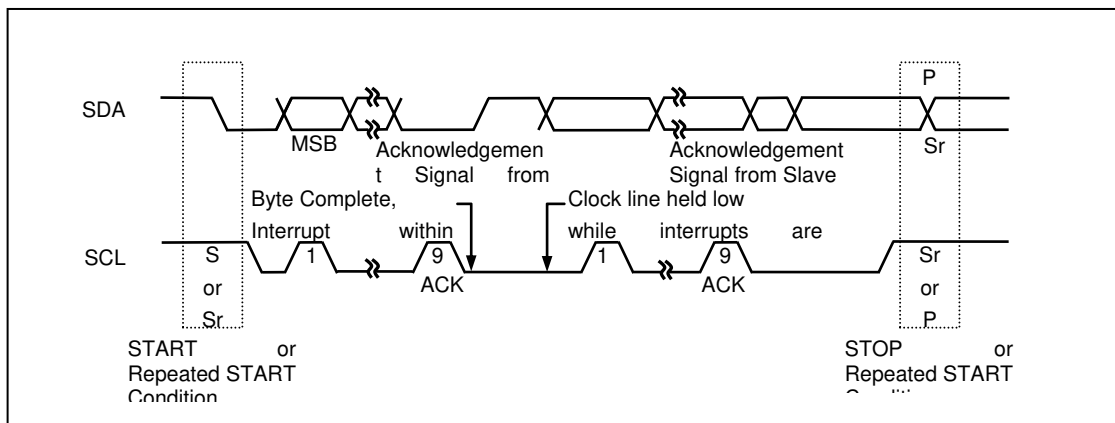 P
SDA
MSB
Acknowledgemen
t Signal from
Acknowledgement
Signal from Slave
Sr
Byte Complete,
Interrupt within
Clock line held low
while interrupts are
SCL
S
or
Sr
1
9
ACK
1
9
ACK
Sr
or
P
START or
Repeated START
Condition
STOP or
Repeated START